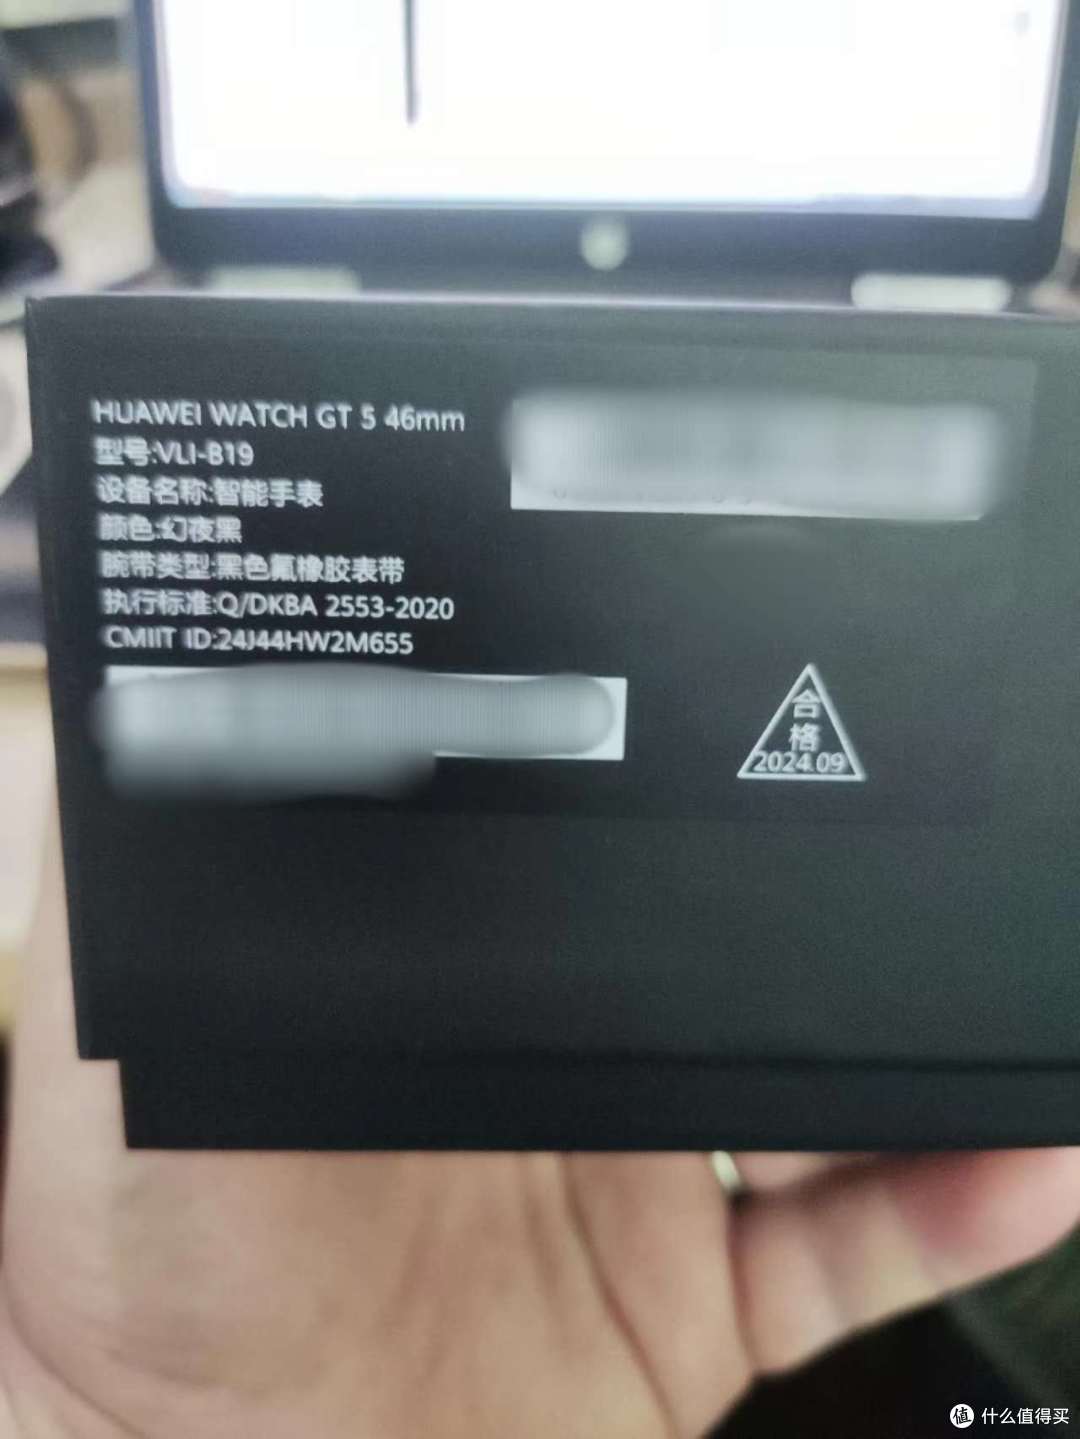 HUAWEI WATCH GT 5 46mm
型号:VLI-B19
设备名称:智能手表
颜色:幻夜黑
腕带类型:黑色氟橡胶表带
执行标准:Q/DKBA 2553-2020
CMIIT ID:24J44HW2M655
合
格
2024.09
值 什么值得买